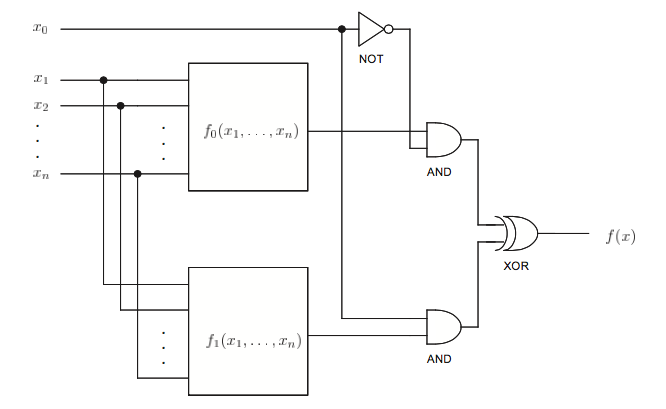 x₀
NOT
x₁
x₂
.
.
.
xₙ
.
.
.
f₀(x₁, . . . , xₙ)
AND
f(x)
XOR
.
.
.
f₁(x₁, . . . , xₙ)
AND